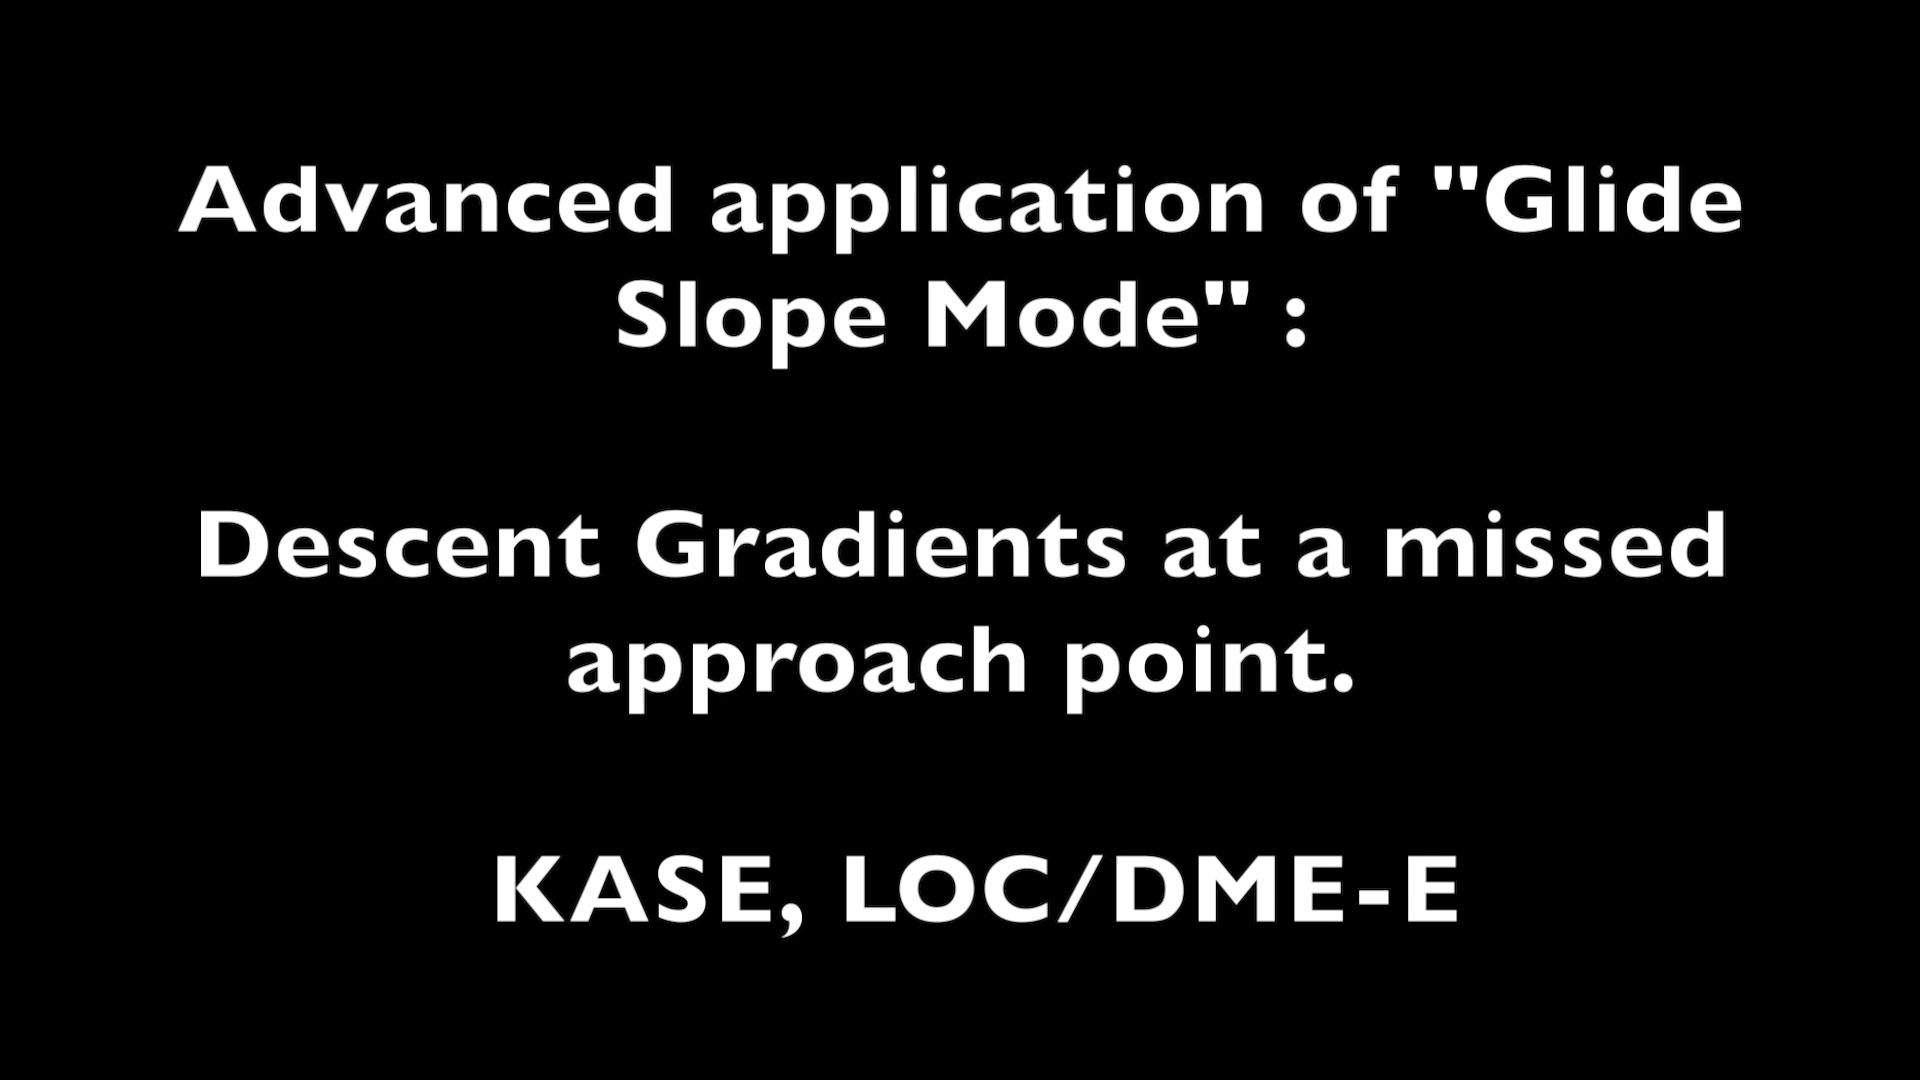 Advanced application of "Glide
Slope Mode" :
Descent Gradients at a missed
approach point.
KASE, LOC/DME-E